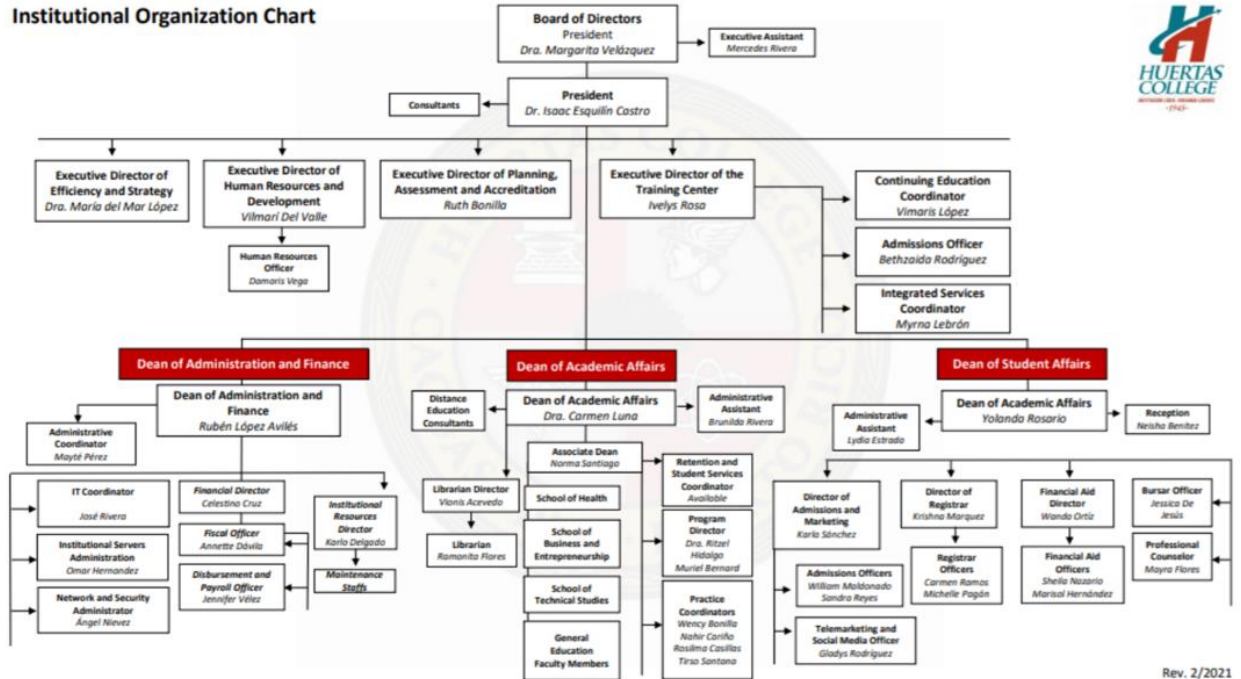 Institutional Organization Chart
Board of Directors
President
Dra. Margarita Velázquez
Executive Assistant
Mercedes Rivera
HUERTAS
COLLEGE
-1945-
Consultants
President
Dr. Isaac Esquilín Castro
Executive Director of
Efficiency and Strategy
Dra. María del Mar López
Executive Director of
Human Resources and
Development
Vilmarí Del Valle
Human Resources
Officer
Damaris Vega
Executive Director of Planning,
Assessment and Accreditation
Ruth Bonilla
Executive Director of the
Training Center
Ivelys Rosa
Continuing Education
Coordinator
Vimaris López
Admissions Officer
Bethzaida Rodríguez
Integrated Services
Coordinator
Myrna Lebrón
Dean of Administration and Finance
Dean of Administration and
Finance
Rubén López Avilés
Administrative
Coordinator
Mayté Pérez
IT Coordinator
José Rivera
Institutional Servers
Administration
Omar Hernandez
Network and Security
Administrator
Ángel Nievez
Financial Director
Celestino Cruz
Fiscal Officer
Annette Dávila
Disbursement and
Payroll Officer
Jennifer Vélez
Institutional
Resources
Director
Karlo Delgado
Maintenance
Staffs
Dean of Academic Affairs
Distance
Education
Consultants
Dean of Academic Affairs
Dra. Carmen Luna
Administrative
Assistant
Brunilda Rivera
Librarian Director
Vionis Acevedo
Librarian
Ramonita Flores
Associate Dean
Norma Santiago
School of Health
School of
Business and
Entrepreneurship
School of
Technical Studies
General
Education
Faculty Members
Retention and
Student Services
Coordinator
Available
Program
Director
Dra. Ritzel
Hidalgo
Muriel Bernard
Practice
Coordinators
Wency Bonilla
Nahir Cariño
Rosilma Casillas
Tirso Santana
Dean of Student Affairs
Administrative
Assistant
Lydia Estrada
Dean of Academic Affairs
Yolanda Rosario
Reception
Neisha Benitez
Director of
Admissions and
Marketing
Karla Sánchez
Admissions Officers
William Maldonado
Sandra Reyes
Telemarketing and
Social Media Officer
Gladys Rodríguez
Director of
Registrar
Krishna Marquez
Registrar
Officers
Carmen Ramos
Michelle Pagán
Financial Aid
Director
Wanda Ortiz
Financial Aid
Officers
Sheila Nazario
Marisol Hernández
Bursar Officer
Jessica De
Jesús
Professional
Counselor
Mayra Flores
Rev. 2/2021